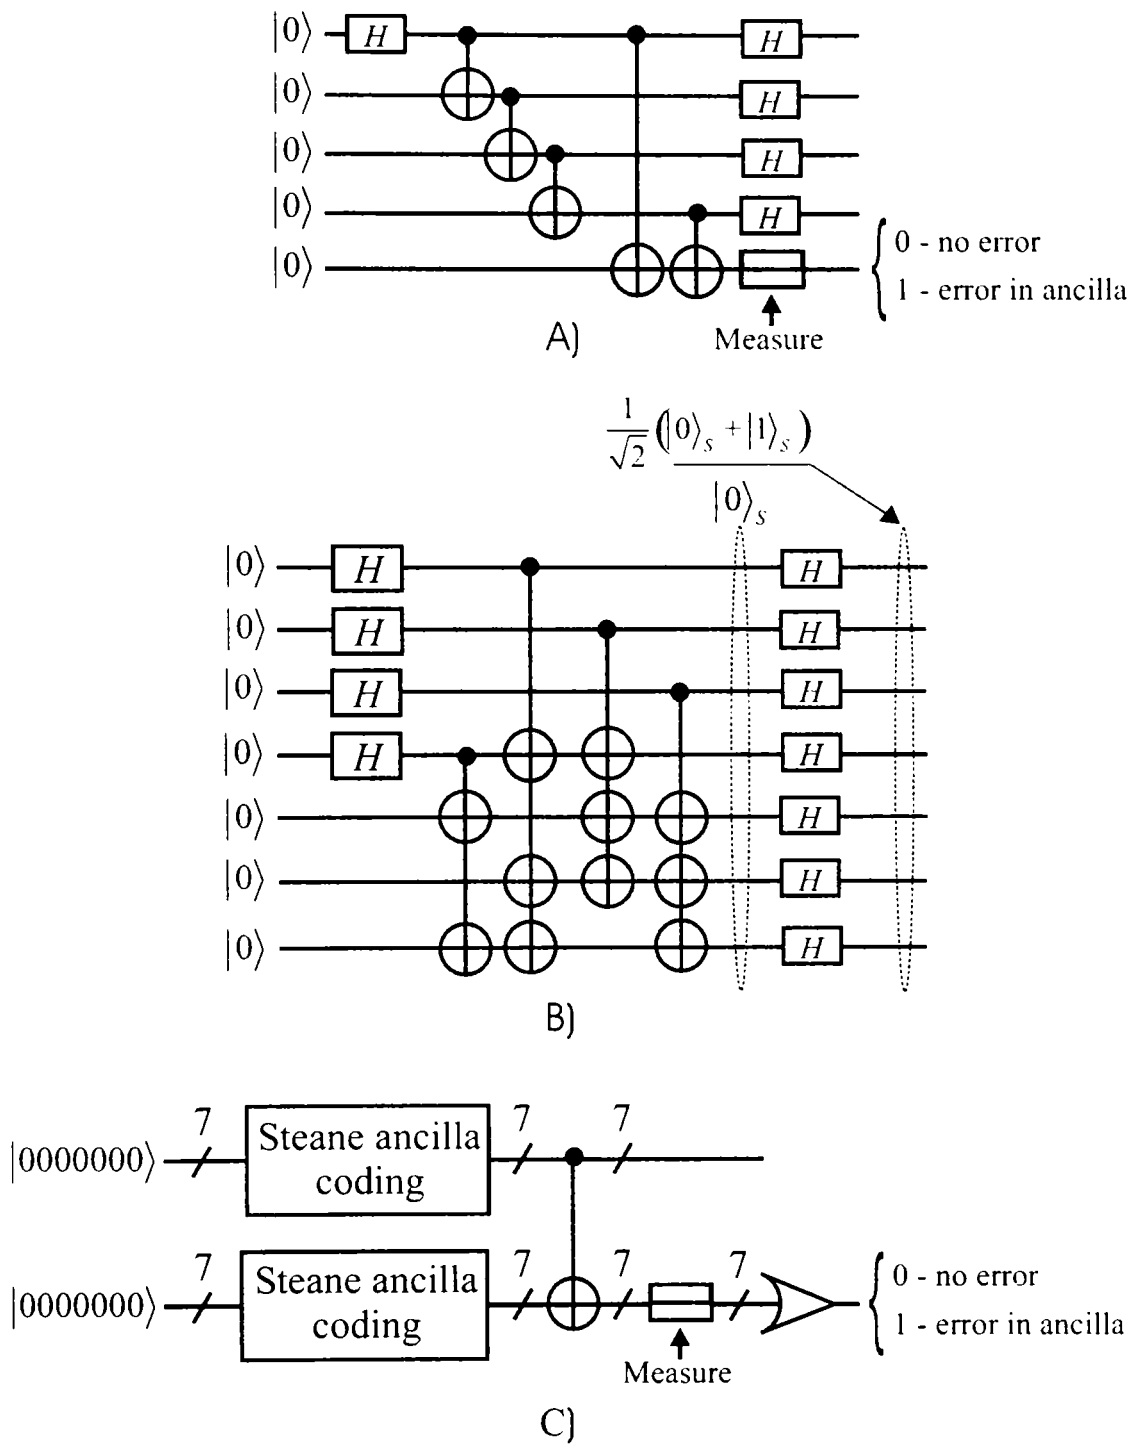 |0⟩ H H
|0⟩ H
|0⟩ H
|0⟩ H
|0⟩
0 - no error
1 - error in ancilla
Measure
A)
1/√2 (|0⟩s + |1⟩s)
|0⟩s
|0⟩ H H
|0⟩ H H
|0⟩ H H
|0⟩ H H
|0⟩ H
|0⟩ H
|0⟩ H
B)
7 7 7
|0000000⟩ Steane ancilla
coding
7 7 7 7
|0000000⟩ Steane ancilla
coding
0 - no error
1 - error in ancilla
Measure
C)